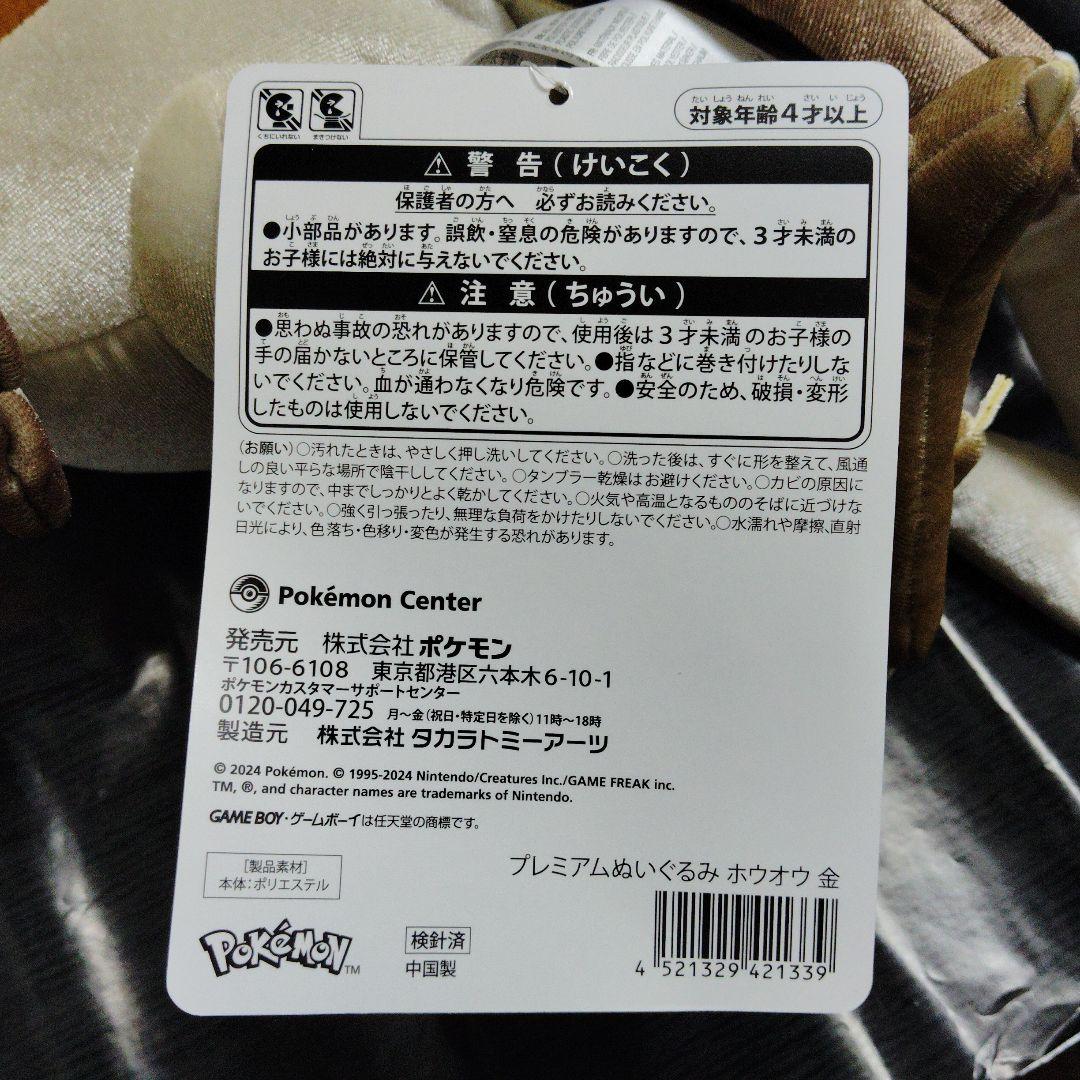 くちにいれない まきつけない
対象年齢4才以上
⚠ 警 告 ( けいこく )
保護者の方へ 必ずお読みください。
●小部品があります。誤飲・窒息の危険がありますので、3才未満の
お子様には絶対に与えないでください。
⚠ 注 意 ( ちゅうい )
●思わぬ事故の恐れがありますので、使用後は3才未満のお子様の
手の届かないところに保管してください。●指などに巻き付けたりしな
いでください。血が通わなくなり危険です。●安全のため、破損・変形
したものは使用しないでください。
(お願い)○汚れたときは、やさしく押し洗いしてください。○洗った後は、すぐに形を整えて、風通
しの良い平らな場所で陰干ししてください。○タンブラー乾燥はお避けください。○カビの原因に
なりますので、中までしっかりとよく乾かしてください。○火気や高温となるもののそばに近づけな
いでください。○強く引っ張ったり、無理な負荷をかけたりしないでください。○水濡れや摩擦、直射
日光により、色落ち・色移り・変色が発生する恐れがあります。
Pokémon Center
発売元 株式会社 ポケモン
〒106-6108 東京都港区六本木6-10-1
ポケモンカスタマーサポートセンター
0120-049-725 月～金(祝日・特定日を除く)11時～18時
製造元 株式会社 タカラトミーアーツ
© 2024 Pokémon. © 1995-2024 Nintendo/Creatures Inc./GAME FREAK inc.
TM, ®, and character names are trademarks of Nintendo.
GAME BOY・ゲームボーイは任天堂の商標です。
[製品素材]
本体:ポリエステル
プレミアムぬいぐるみ ホウオウ 金
POKéMON TM
検針済
中国製
4 521329 421339